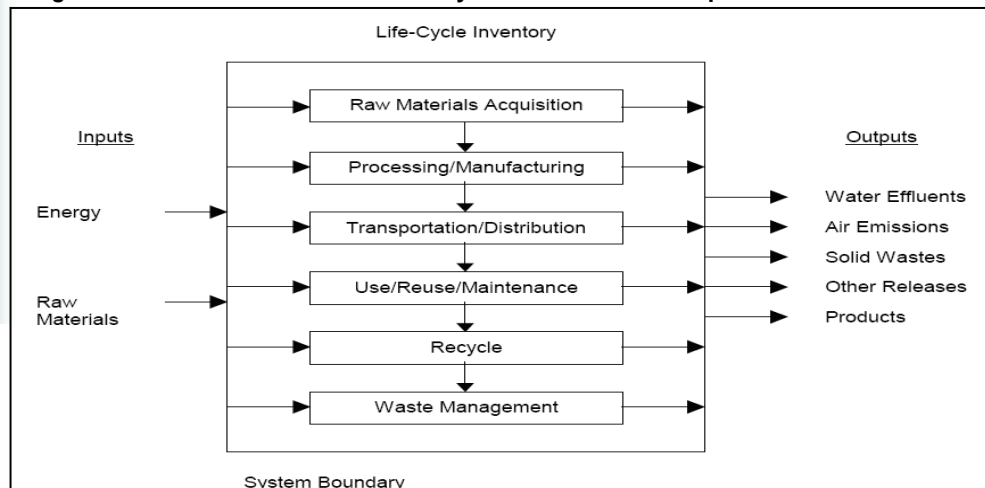 Life-Cycle Inventory
Inputs
Energy
Raw
Materials
Raw Materials Acquisition
Processing/Manufacturing
Transportation/Distribution
Use/Reuse/Maintenance
Recycle
Waste Management
Outputs
Water Effluents
Air Emissions
Solid Wastes
Other Releases
Products
System Boundary